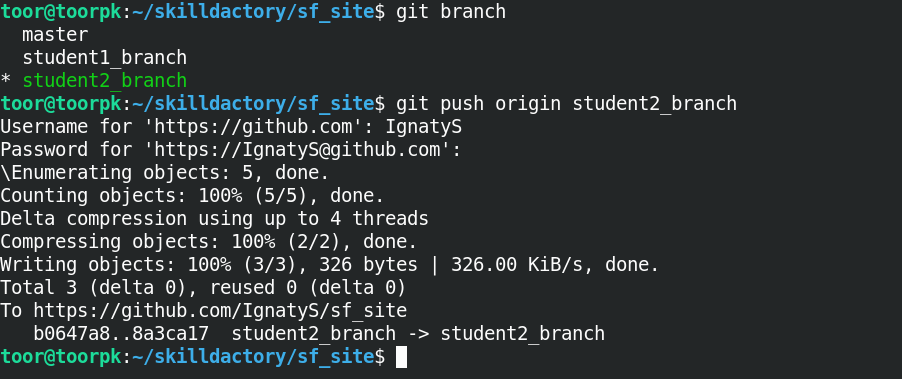 toor@toorpk:~/skilldactory/sf_site$ git branch
  master
  student1_branch
* student2_branch
toor@toorpk:~/skilldactory/sf_site$ git push origin student2_branch
Username for 'https://github.com': IgnatyS
Password for 'https://IgnatyS@github.com':
\Enumerating objects: 5, done.
Counting objects: 100% (5/5), done.
Delta compression using up to 4 threads
Compressing objects: 100% (2/2), done.
Writing objects: 100% (3/3), 326 bytes | 326.00 KiB/s, done.
Total 3 (delta 0), reused 0 (delta 0)
To https://github.com/IgnatyS/sf_site
   b0647a8..8a3ca17  student2_branch -> student2_branch
toor@toorpk:~/skilldactory/sf_site$